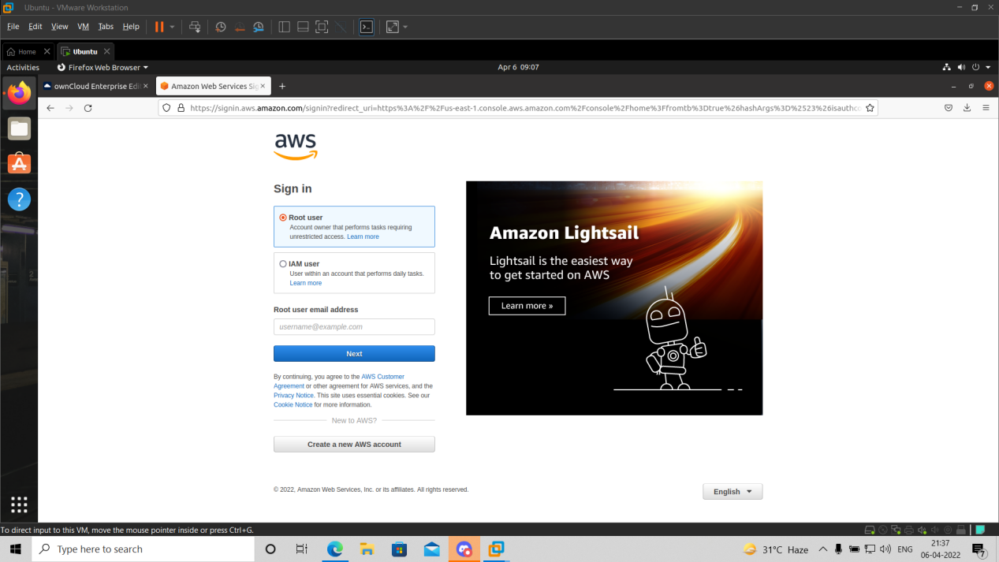 Ubuntu - VMware Workstation
File Edit View VM Tabs Help
Home Ubuntu
Activities Firefox Web Browser Apr 6 09:07
ownCloud Enterprise Edi Amazon Web Services Sig
https://signin.aws.amazon.com/signin?redirect_uri=https%3A%2F%2Fus-east-1.console.aws.amazon.com%2Fconsole%2Fhome%3Ffromtb%3Dtrue%26hashArgs%3D%2523%26isauthco
aws
Sign in
Root user
Account owner that performs tasks requiring
unrestricted access. Learn more
IAM user
User within an account that performs daily tasks.
Learn more
Root user email address
username@example.com
Next
By continuing, you agree to the AWS Customer
Agreement or other agreement for AWS services, and the
Privacy Notice. This site uses essential cookies. See our
Cookie Notice for more information.
New to AWS?
Create a new AWS account
Amazon Lightsail
Lightsail is the easiest way
to get started on AWS
Learn more »
© 2022, Amazon Web Services, Inc. or its affiliates. All rights reserved.
English
To direct input to this VM, move the mouse pointer inside or press Ctrl+G.
Type here to search
31°C Haze
ENG
21:37
06-04-2022
7